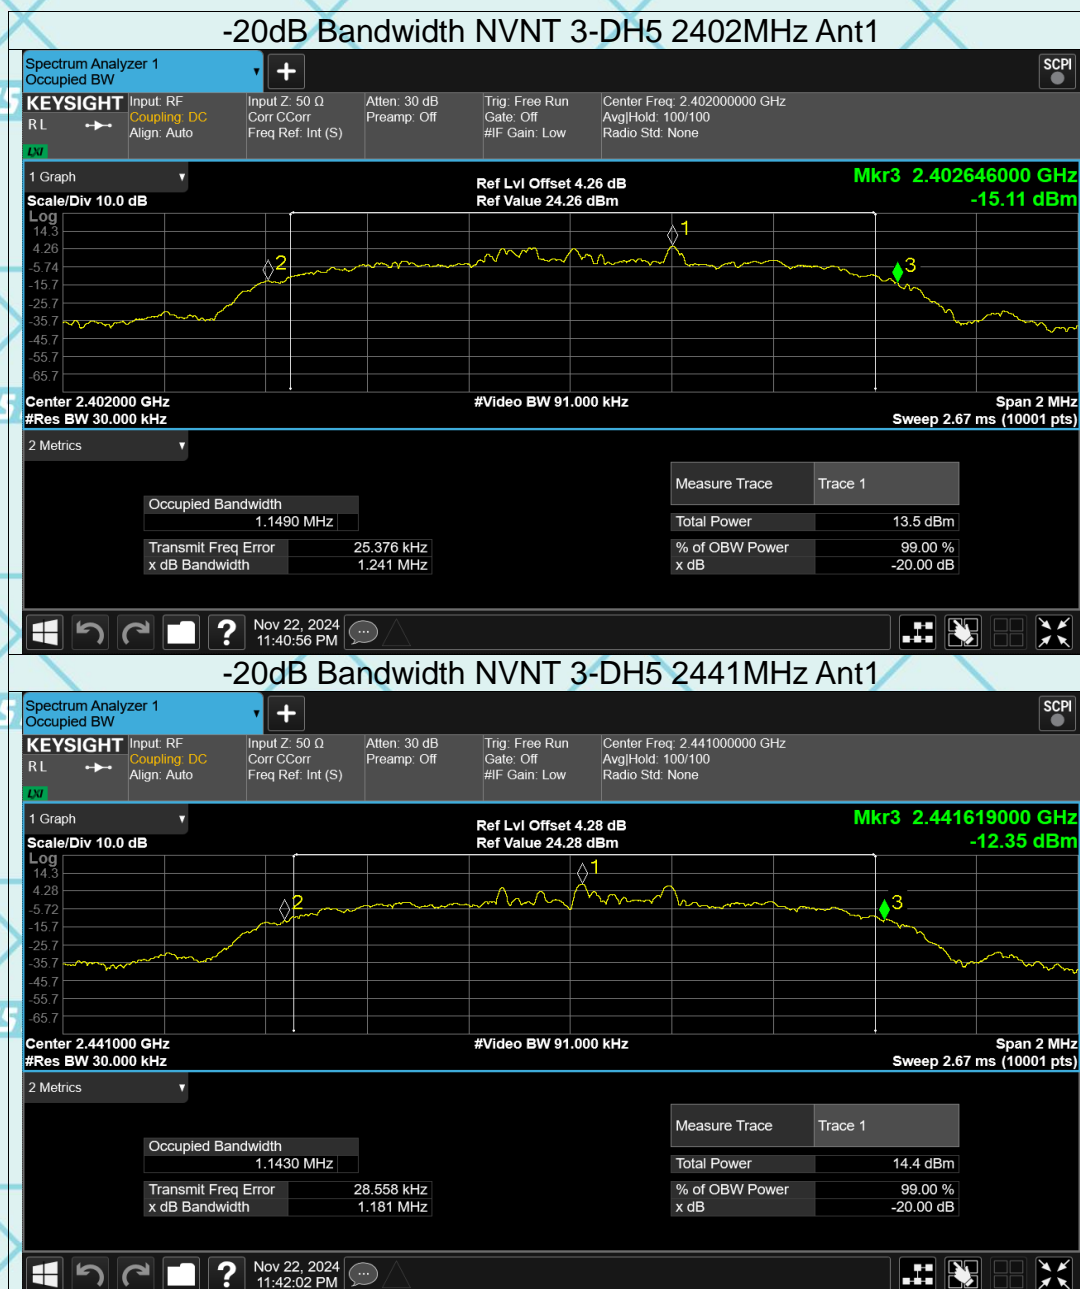 -20dB Bandwidth NVNT 3-DH5 2402MHz Ant1
Spectrum Analyzer 1
Occupied BW
SCPI
KEYSIGHT Input: RF Input Z: 50 Ω Atten: 30 dB Trig: Free Run Center Freq: 2.402000000 GHz
RL Coupling: DC Corr CCorr Preamp: Off Gate: Off Avg|Hold: 100/100
Align: Auto Freq Ref: Int (S) #IF Gain: Low Radio Std: None
LXI
1 Graph Ref Lvl Offset 4.26 dB Mkr3 2.402646000 GHz
Scale/Div 10.0 dB Ref Value 24.26 dBm -15.11 dBm
Log
14.3
4.26
-5.74
-15.7
-25.7
-35.7
-45.7
-55.7
-65.7
1
2
3
Center 2.402000 GHz #Video BW 91.000 kHz Span 2 MHz
#Res BW 30.000 kHz Sweep 2.67 ms (10001 pts)
2 Metrics
Measure Trace Trace 1
Occupied Bandwidth
1.1490 MHz Total Power 13.5 dBm
Transmit Freq Error 25.376 kHz % of OBW Power 99.00 %
x dB Bandwidth 1.241 MHz x dB -20.00 dB
Nov 22, 2024
11:40:56 PM
-20dB Bandwidth NVNT 3-DH5 2441MHz Ant1
Spectrum Analyzer 1
Occupied BW
SCPI
KEYSIGHT Input: RF Input Z: 50 Ω Atten: 30 dB Trig: Free Run Center Freq: 2.441000000 GHz
RL Coupling: DC Corr CCorr Preamp: Off Gate: Off Avg|Hold: 100/100
Align: Auto Freq Ref: Int (S) #IF Gain: Low Radio Std: None
LXI
1 Graph Ref Lvl Offset 4.28 dB Mkr3 2.441619000 GHz
Scale/Div 10.0 dB Ref Value 24.28 dBm -12.35 dBm
Log
14.3
4.28
-5.72
-15.7
-25.7
-35.7
-45.7
-55.7
-65.7
1
2
3
Center 2.441000 GHz #Video BW 91.000 kHz Span 2 MHz
#Res BW 30.000 kHz Sweep 2.67 ms (10001 pts)
2 Metrics
Measure Trace Trace 1
Occupied Bandwidth
1.1430 MHz Total Power 14.4 dBm
Transmit Freq Error 28.558 kHz % of OBW Power 99.00 %
x dB Bandwidth 1.181 MHz x dB -20.00 dB
Nov 22, 2024
11:42:02 PM